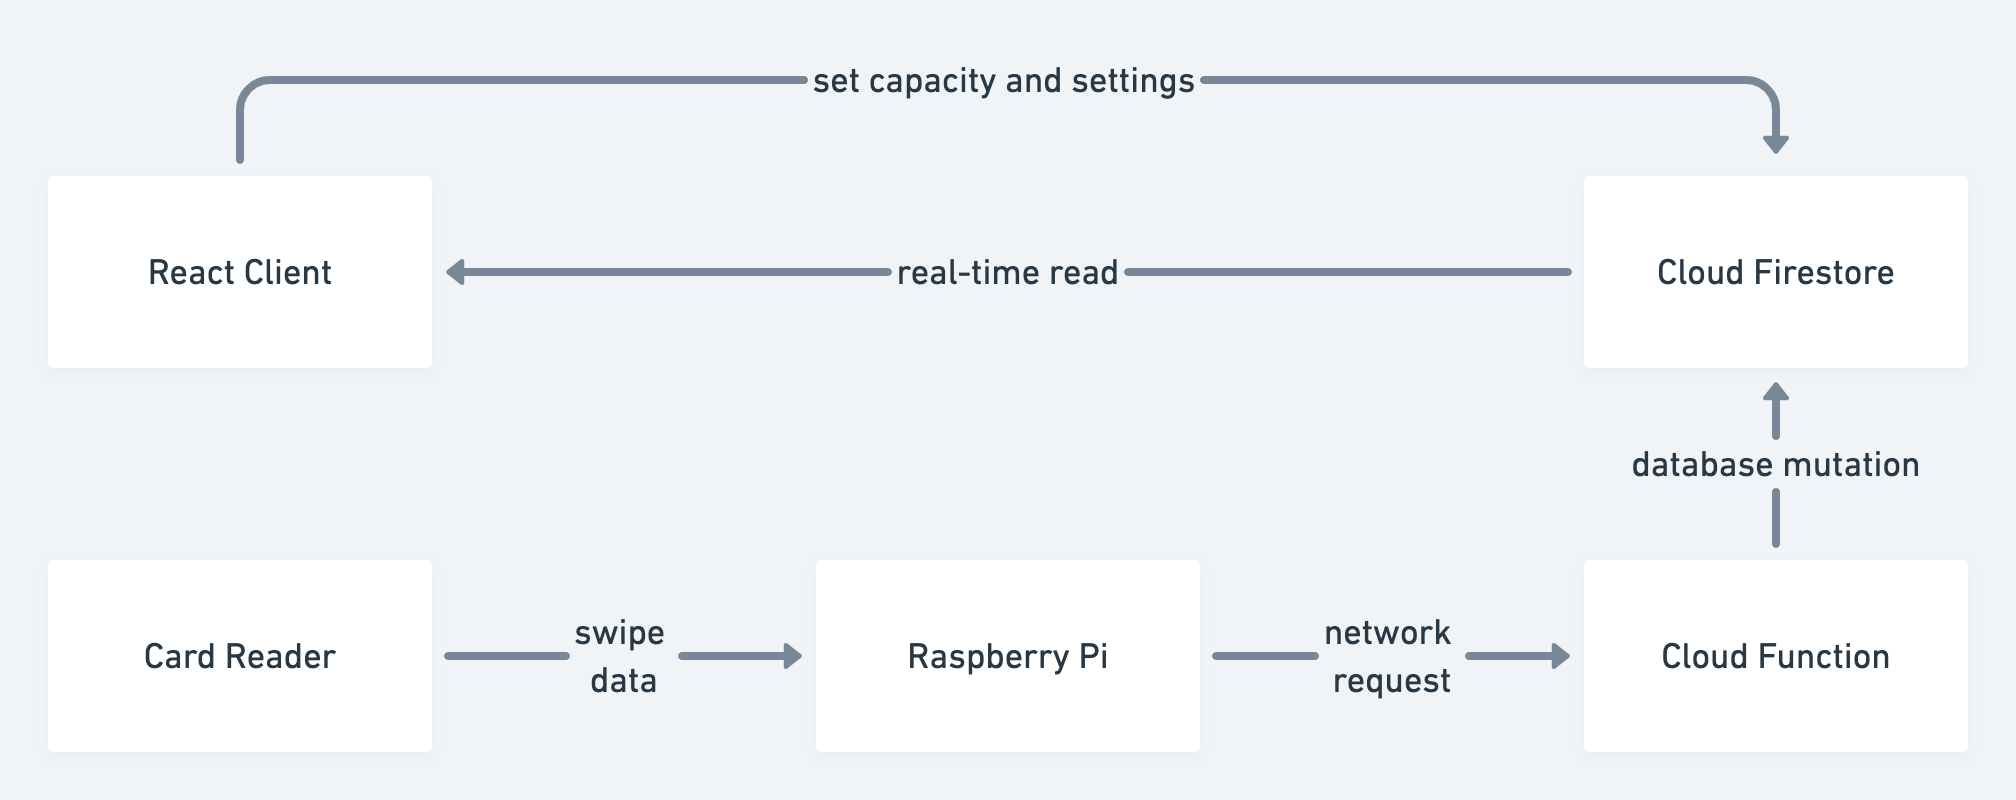 set capacity and settings
React Client
real-time read
Cloud Firestore
database mutation
Card Reader
swipe
data
Raspberry Pi
network
request
Cloud Function